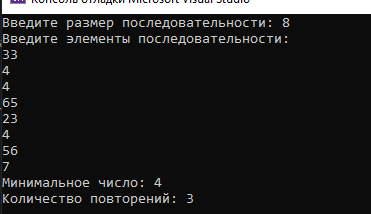 Консоль отладки Microsoft Visual Studio
Введите размер последовательности: 8
Введите элементы последовательности:
33
4
4
65
23
4
56
7
Минимальное число: 4
Количество повторений: 3